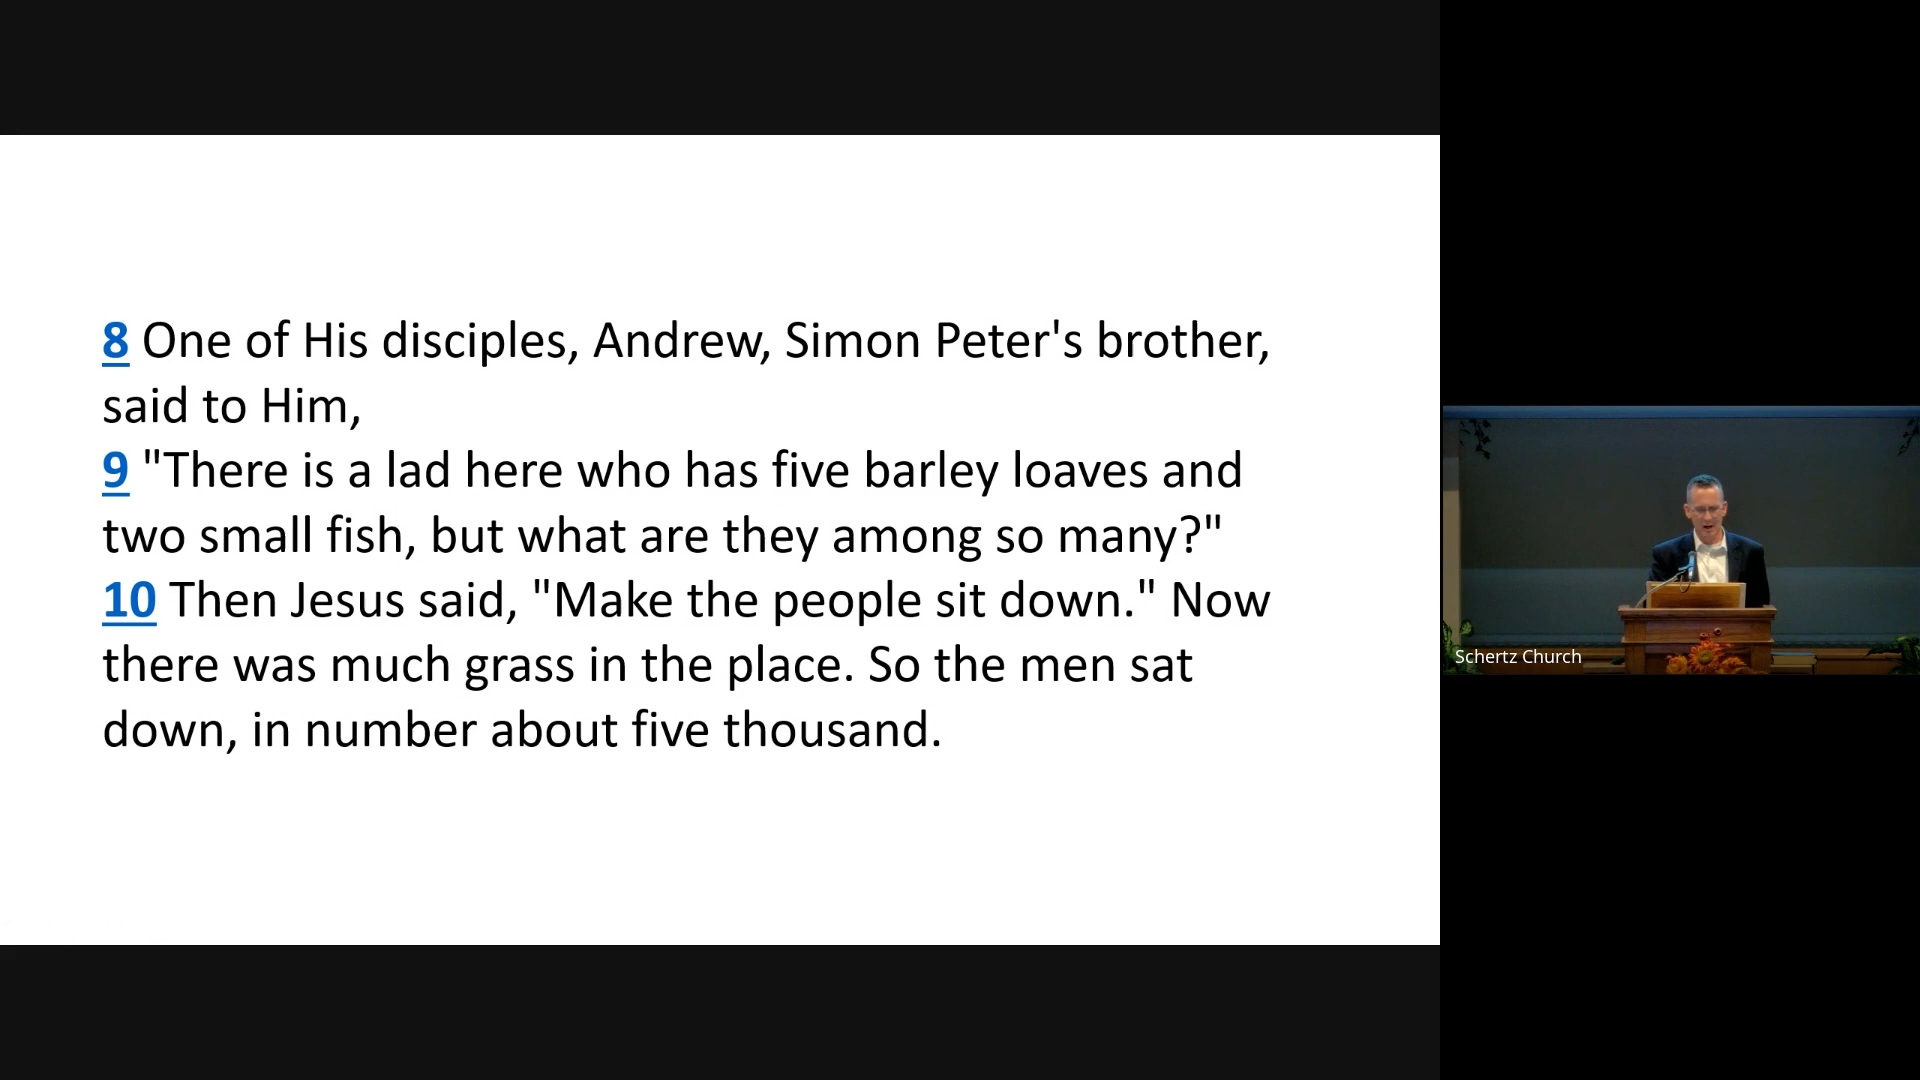 8 One of His disciples, Andrew, Simon Peter's brother,
said to Him,
9 "There is a lad here who has five barley loaves and
two small fish, but what are they among so many?"
10 Then Jesus said, "Make the people sit down." Now
there was much grass in the place. So the men sat
down, in number about five thousand.
Schertz Church